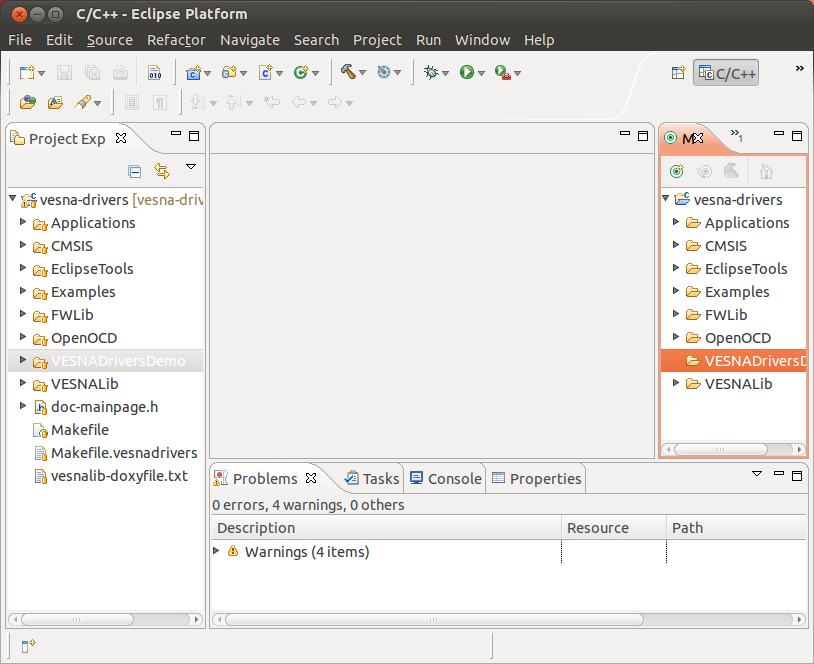 C/C++ - Eclipse Platform
File Edit Source Refactor Navigate Search Project Run Window Help
010
C/C++
»
Project Exp
M
»1
vesna-drivers [vesna-driv
Applications
CMSIS
EclipseTools
Examples
FWLib
OpenOCD
VESNADriversDemo
VESNALib
doc-mainpage.h
Makefile
Makefile.vesnadrivers
vesnalib-doxyfile.txt
vesna-drivers
Applications
CMSIS
EclipseTools
Examples
FWLib
OpenOCD
VESNADriversD
VESNALib
Problems Tasks Console Properties
0 errors, 4 warnings, 0 others
Description Resource Path
Warnings (4 items)